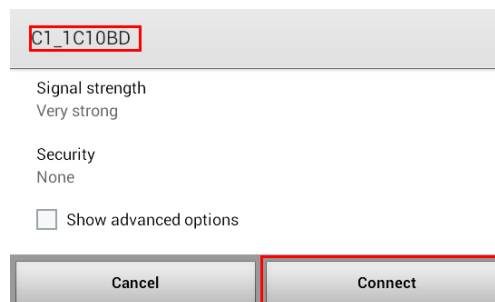 C1_1C10BD
Signal strength
Very strong
Security
None
Show advanced options
Cancel
Connect